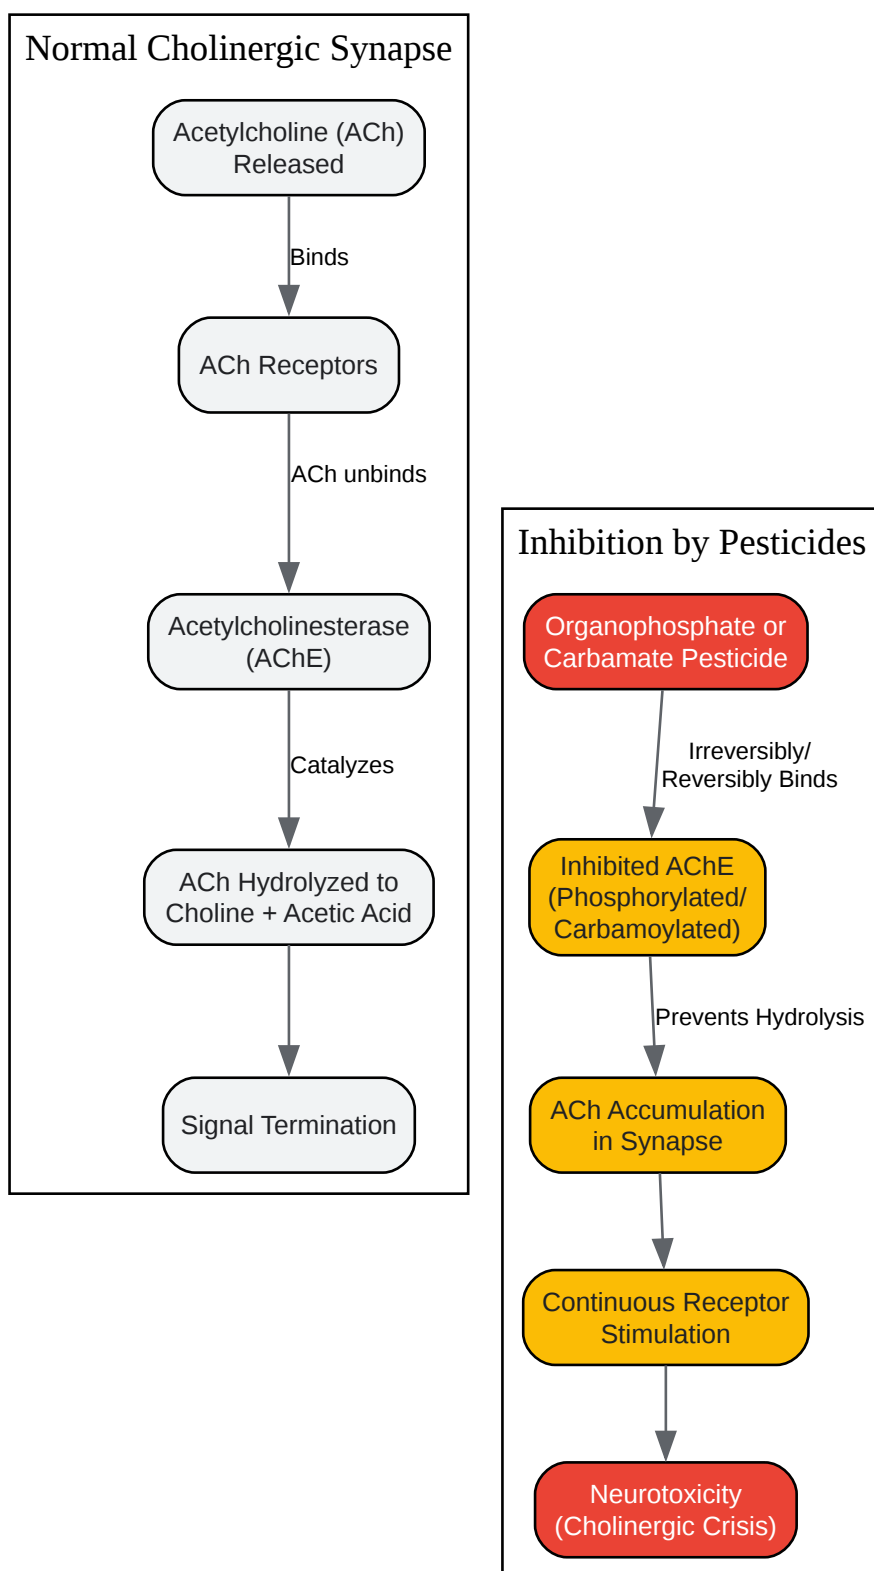 Normal Cholinergic Synapse
Acetylcholine (ACh)
Released
Binds
ACh Receptors
ACh unbinds
Acetylcholinesterase
(AChE)
Catalyzes
ACh Hydrolyzed to
Choline + Acetic Acid
Signal Termination
Inhibition by Pesticides
Organophosphate or
Carbamate Pesticide
Irreversibly/
Reversibly Binds
Inhibited AChE
(Phosphorylated/
Carbamoylated)
Prevents Hydrolysis
ACh Accumulation
in Synapse
Continuous Receptor
Stimulation
Neurotoxicity
(Cholinergic Crisis)